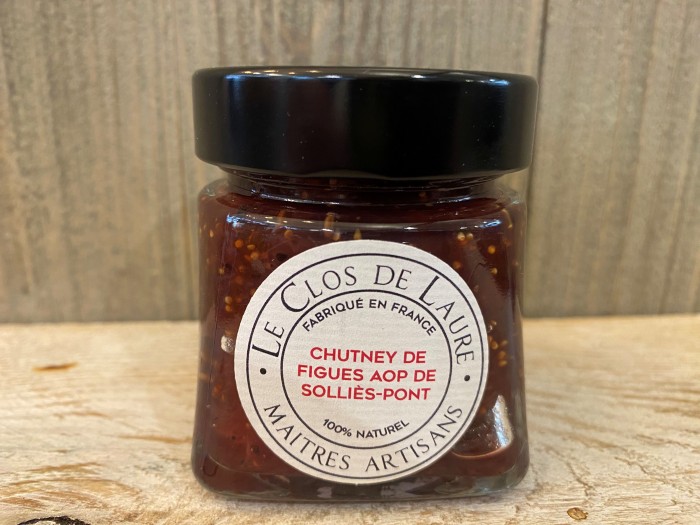 LE CLOS DE LAURE
FABRIQUÉ EN FRANCE
CHUTNEY DE
FIGUES AOP DE
SOLLIÈS-PONT
100% NATUREL
MAITRES ARTISANS